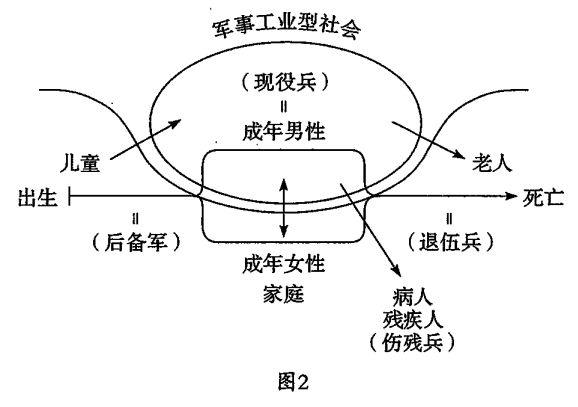 军事工业型社会
（现役兵）
=
成年男性
儿童
老人
出生
死亡
=
（后备军）
=
（退伍兵）
成年女性
家庭
病人
残疾人
（伤残兵）
图2